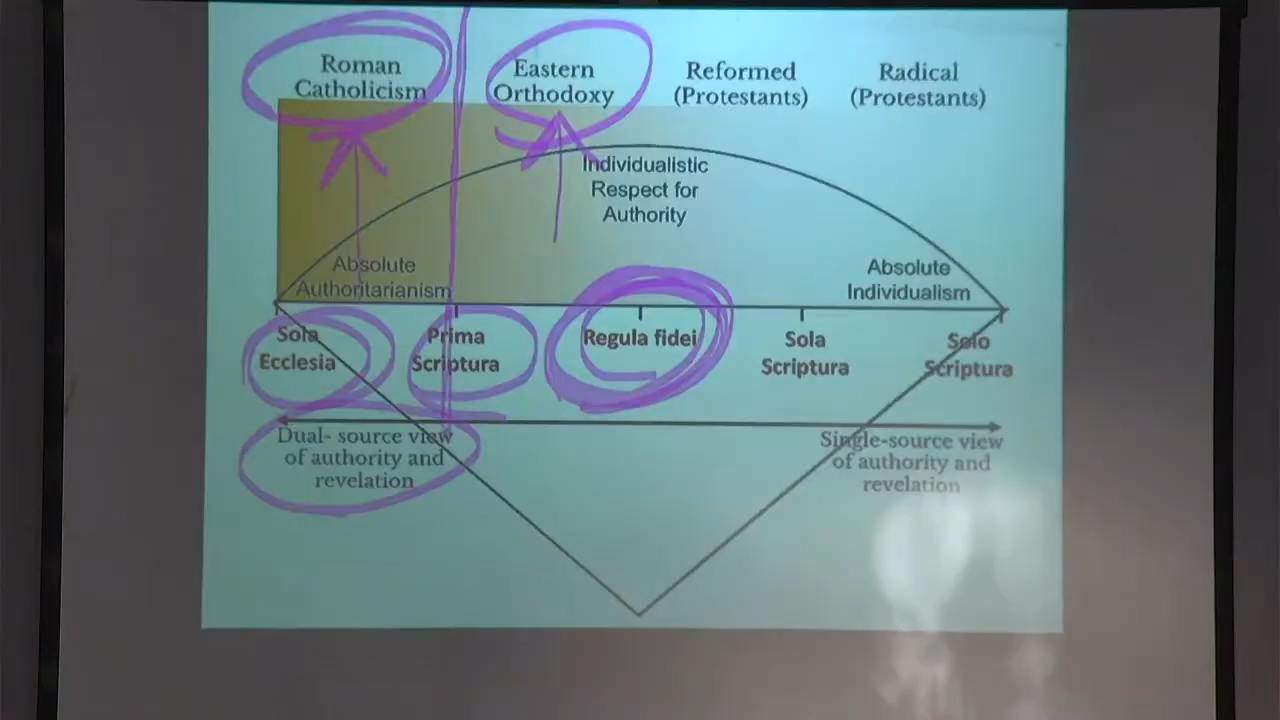 Roman
Catholicism
Eastern
Orthodoxy
Reformed
(Protestants)
Radical
(Protestants)
Individualistic
Respect for
Authority
Absolute
Authoritarianism
Absolute
Individualism
Sola
Ecclesia
Prima
Scriptura
Regula fidei
Sola
Scriptura
Solo
Scriptura
Dual- source view
of authority and
revelation
Single-source view
of authority and
revelation